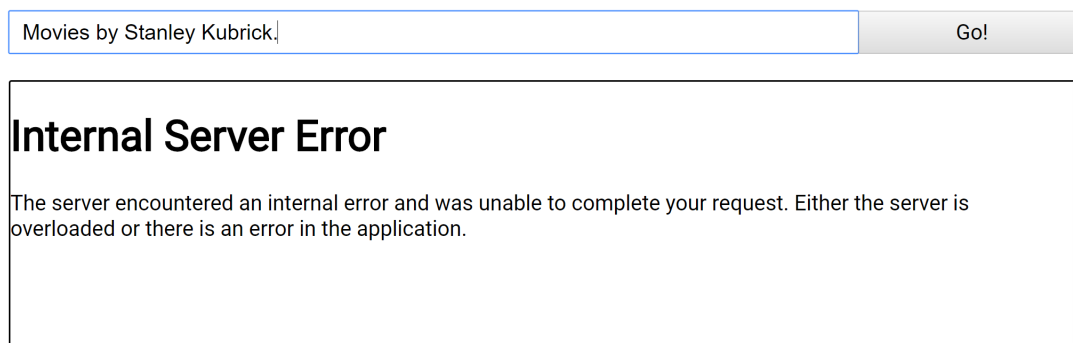 Movies by Stanley Kubrick.
Go!
Internal Server Error
The server encountered an internal error and was unable to complete your request. Either the server is
overloaded or there is an error in the application.